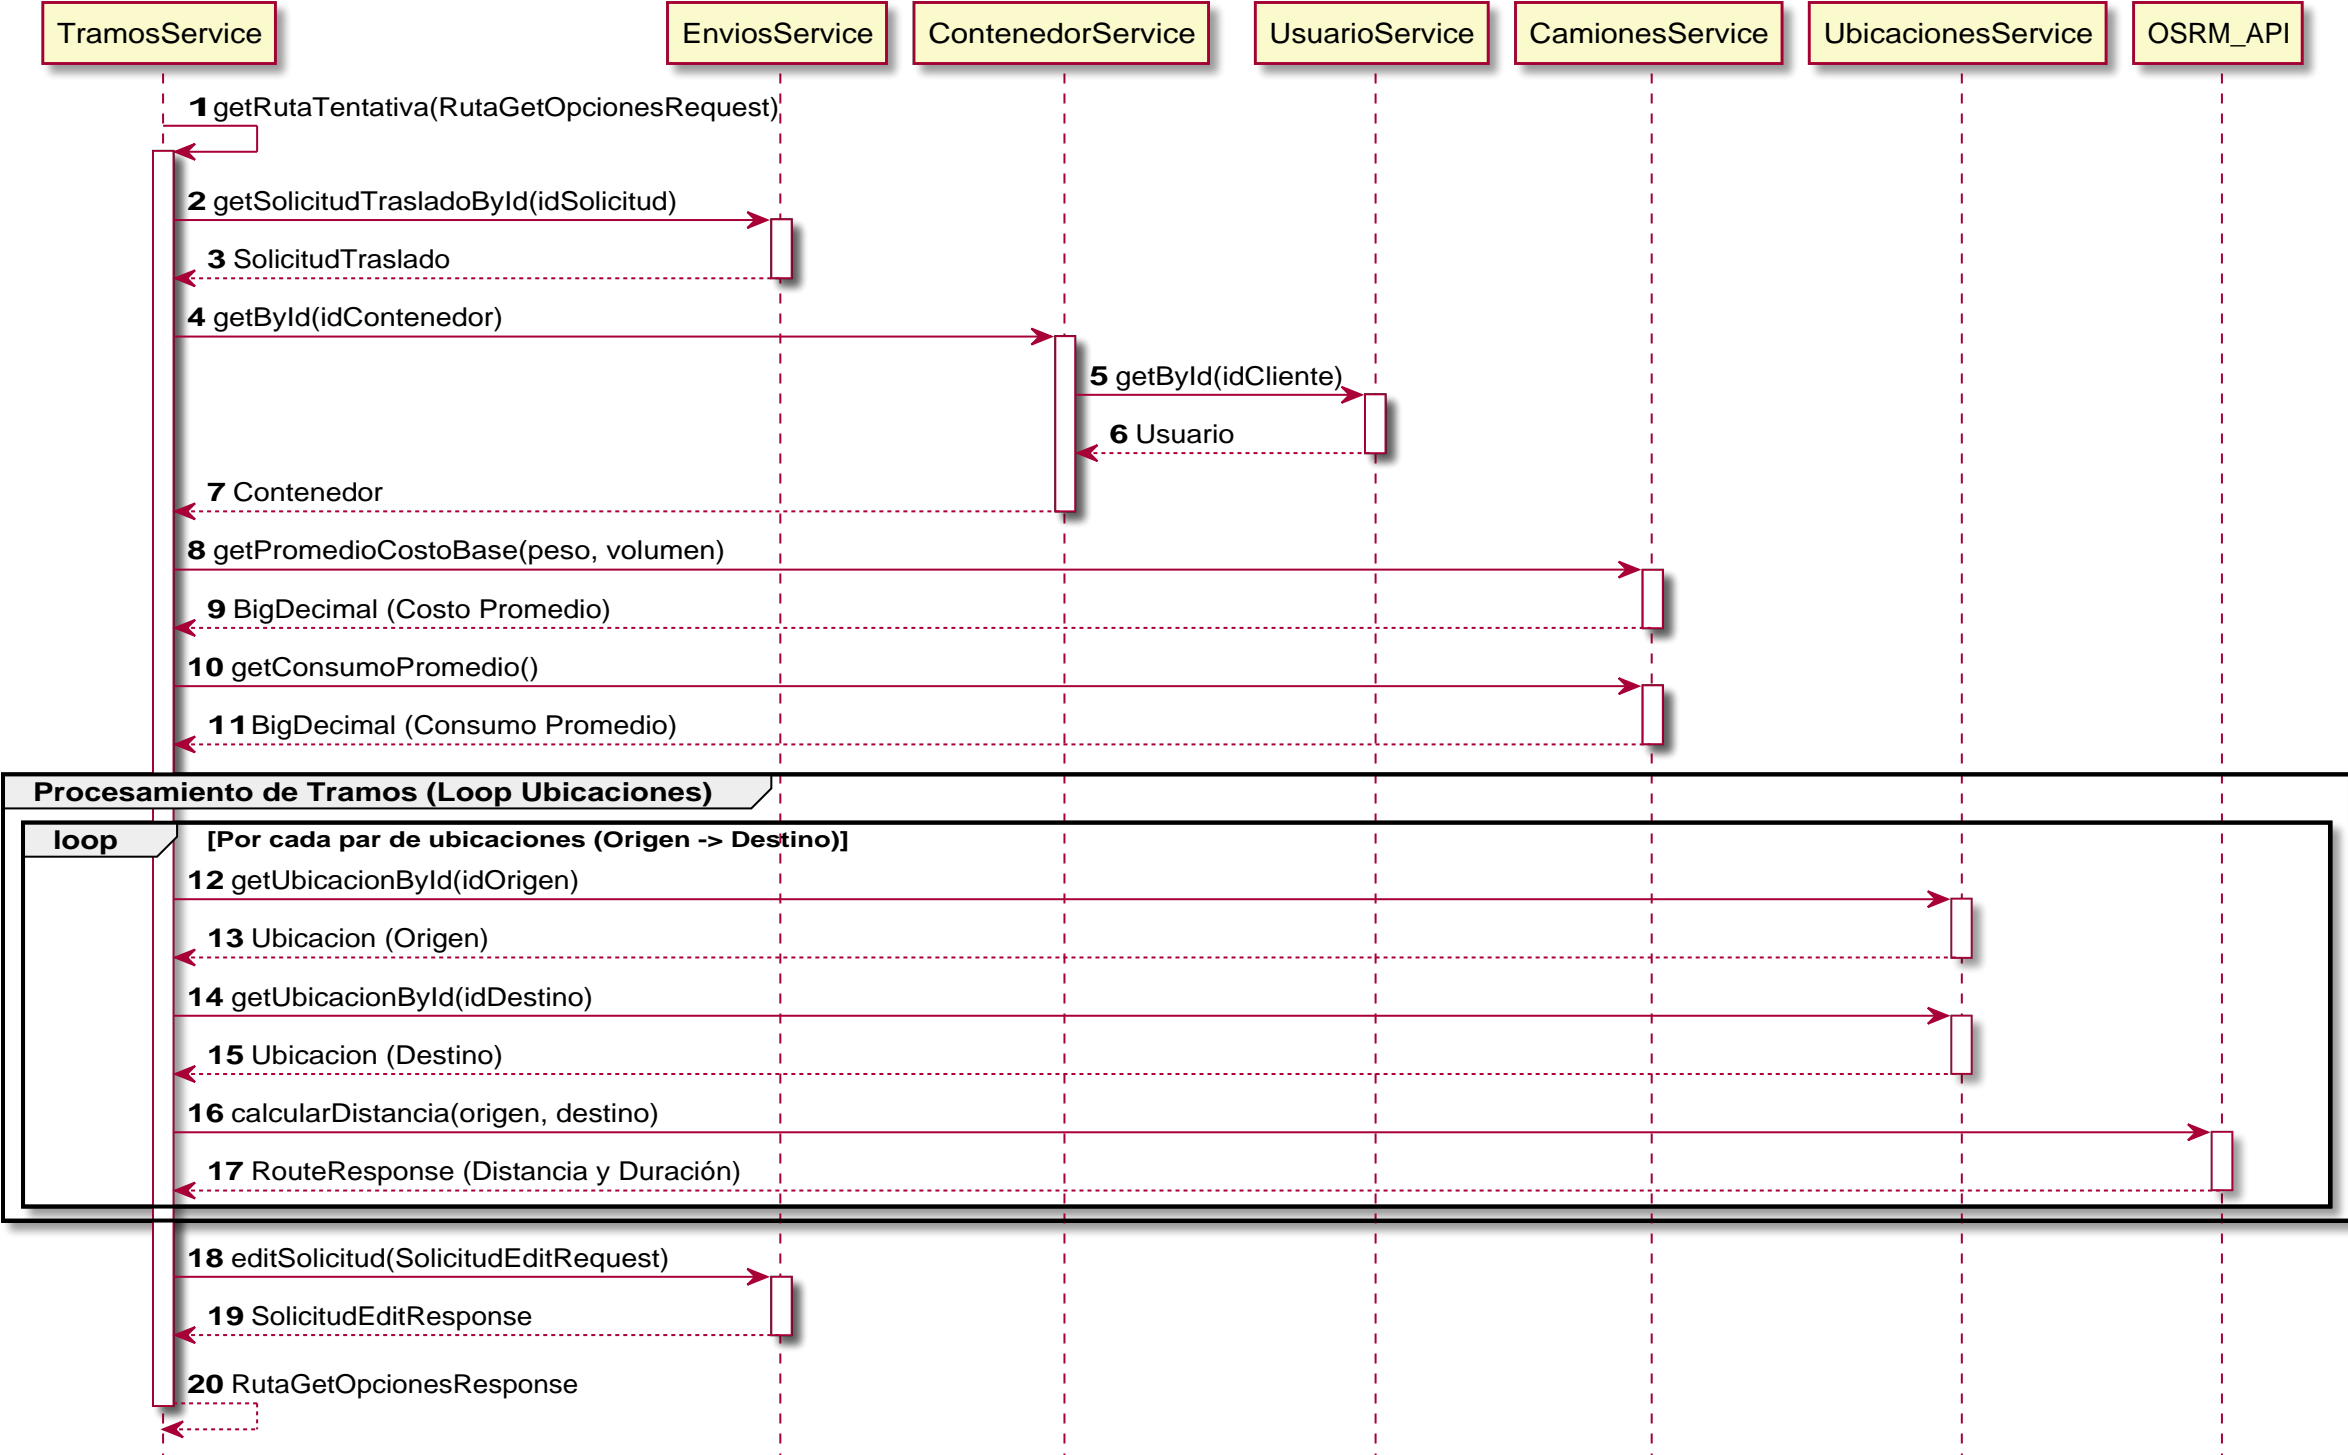 TramosService
EnviosService
ContenedorService
UsuarioService
CamionesService
UbicacionesService
OSRM_API
1 getRutaTentativa(RutaGetOpcionesRequest)
2 getSolicitudTrasladoById(idSolicitud)
3 SolicitudTraslado
4 getById(idContenedor)
5 getById(idCliente)
6 Usuario
7 Contenedor
8 getPromedioCostoBase(peso, volumen)
9 BigDecimal (Costo Promedio)
10 getConsumoPromedio()
11 BigDecimal (Consumo Promedio)
Procesamiento de Tramos (Loop Ubicaciones)
loop [Por cada par de ubicaciones (Origen -> Destino)]
12 getUbicacionById(idOrigen)
13 Ubicacion (Origen)
14 getUbicacionById(idDestino)
15 Ubicacion (Destino)
16 calcularDistancia(origen, destino)
17 RouteResponse (Distancia y Duración)
18 editSolicitud(SolicitudEditRequest)
19 SolicitudEditResponse
20 RutaGetOpcionesResponse